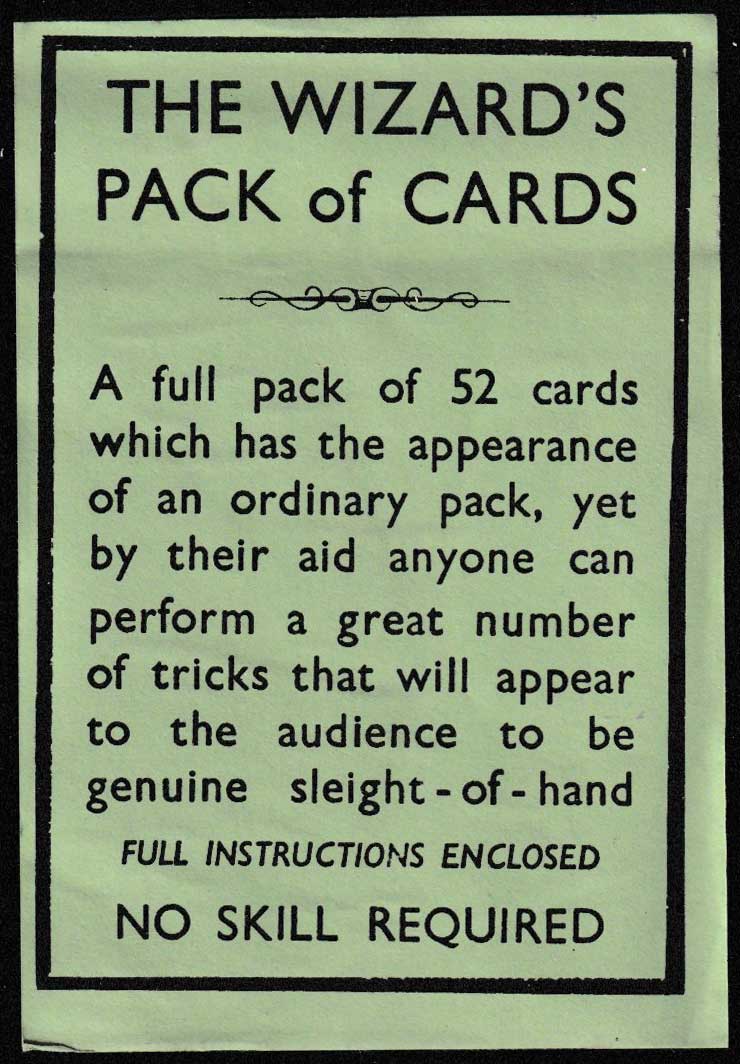 THE WIZARD'S
PACK of CARDS
A full pack of 52 cards
which has the appearance
of an ordinary pack, yet
by their aid anyone can
perform a great number
of tricks that will appear
to the audience to be
genuine sleight-of-hand
FULL INSTRUCTIONS ENCLOSED
NO SKILL REQUIRED